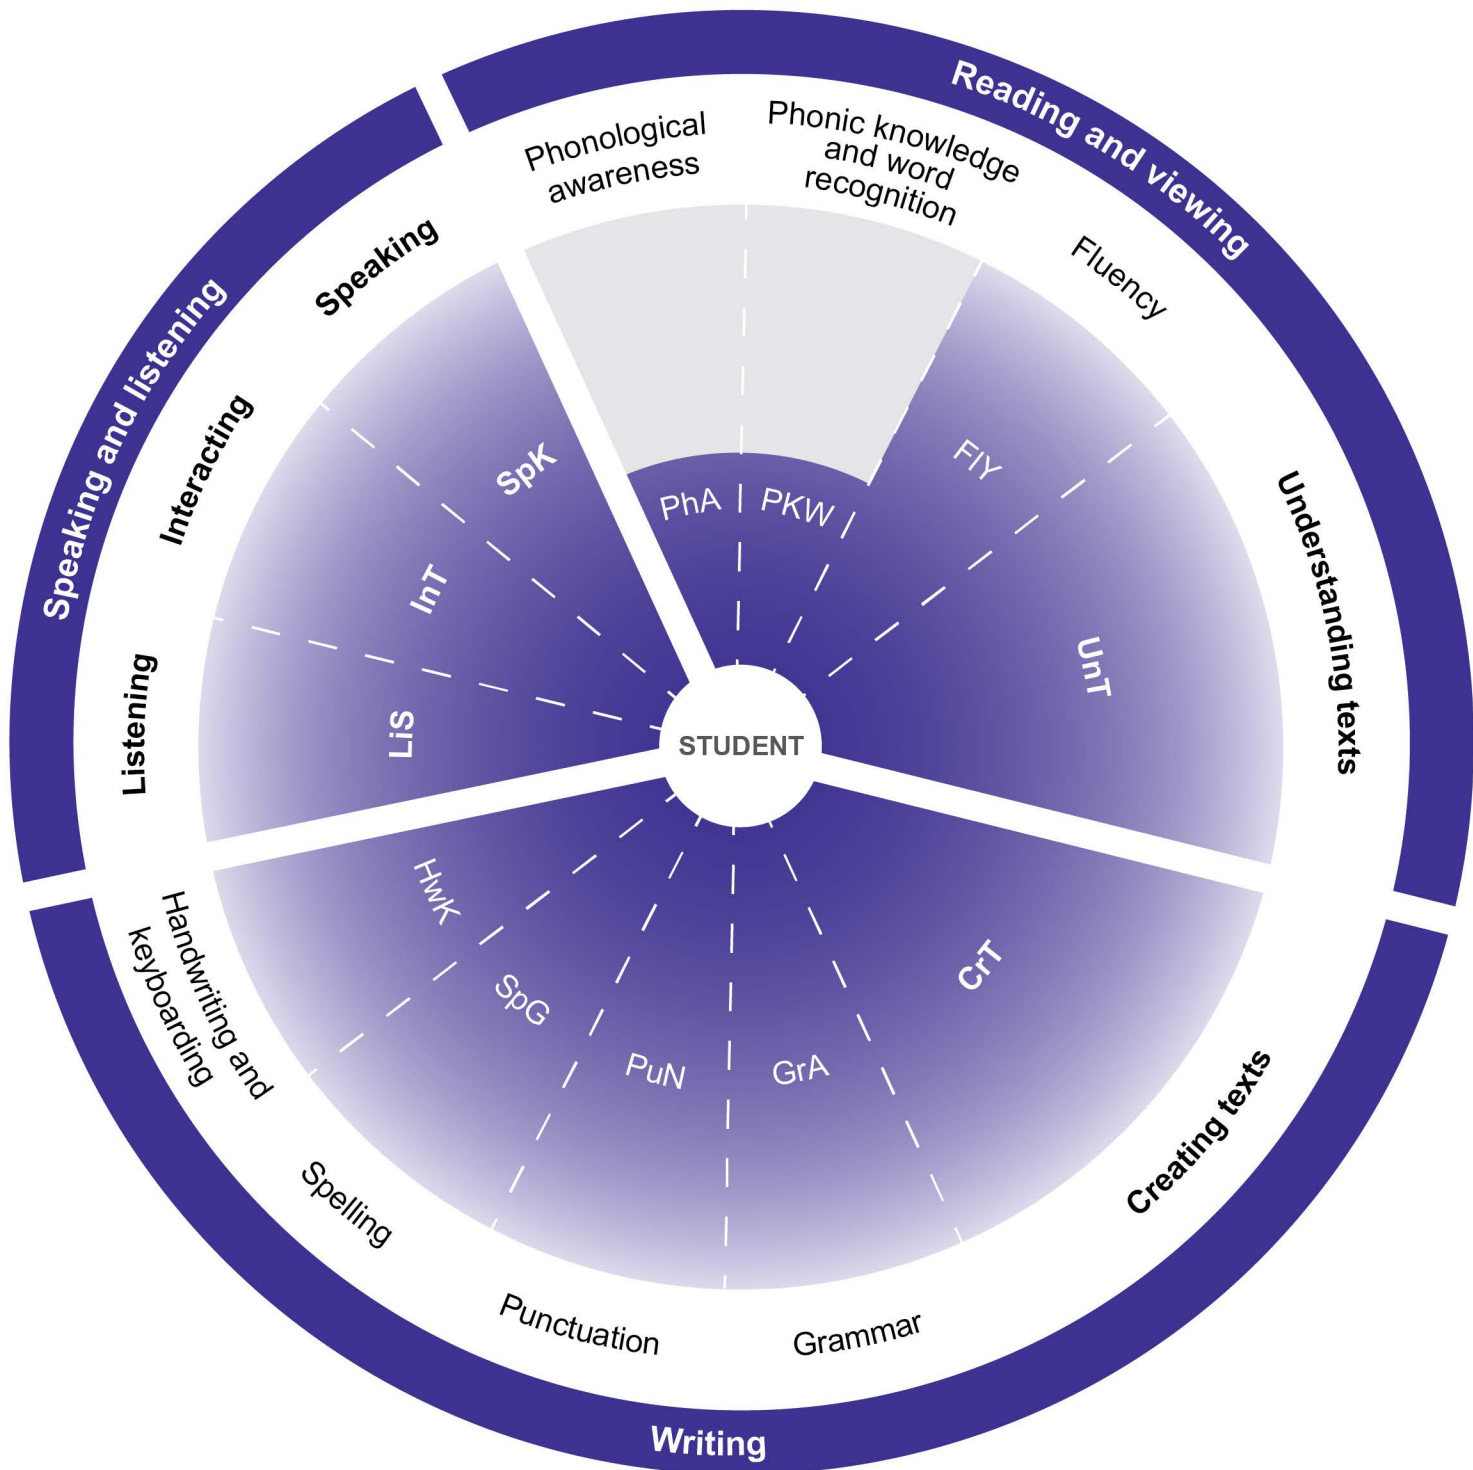 Reading and viewing
Phonological
awareness
Phonic knowledge
and word
recognition
Fluency
Understanding texts
Speaking and listening
Speaking
Interacting
Listening
SpK
InT
LiS
PhA
PKW
FlY
UnT
STUDENT
HwK
SpG
PuN
GrA
CrT
Handwriting and
keyboarding
Spelling
Punctuation
Grammar
Creating texts
Writing